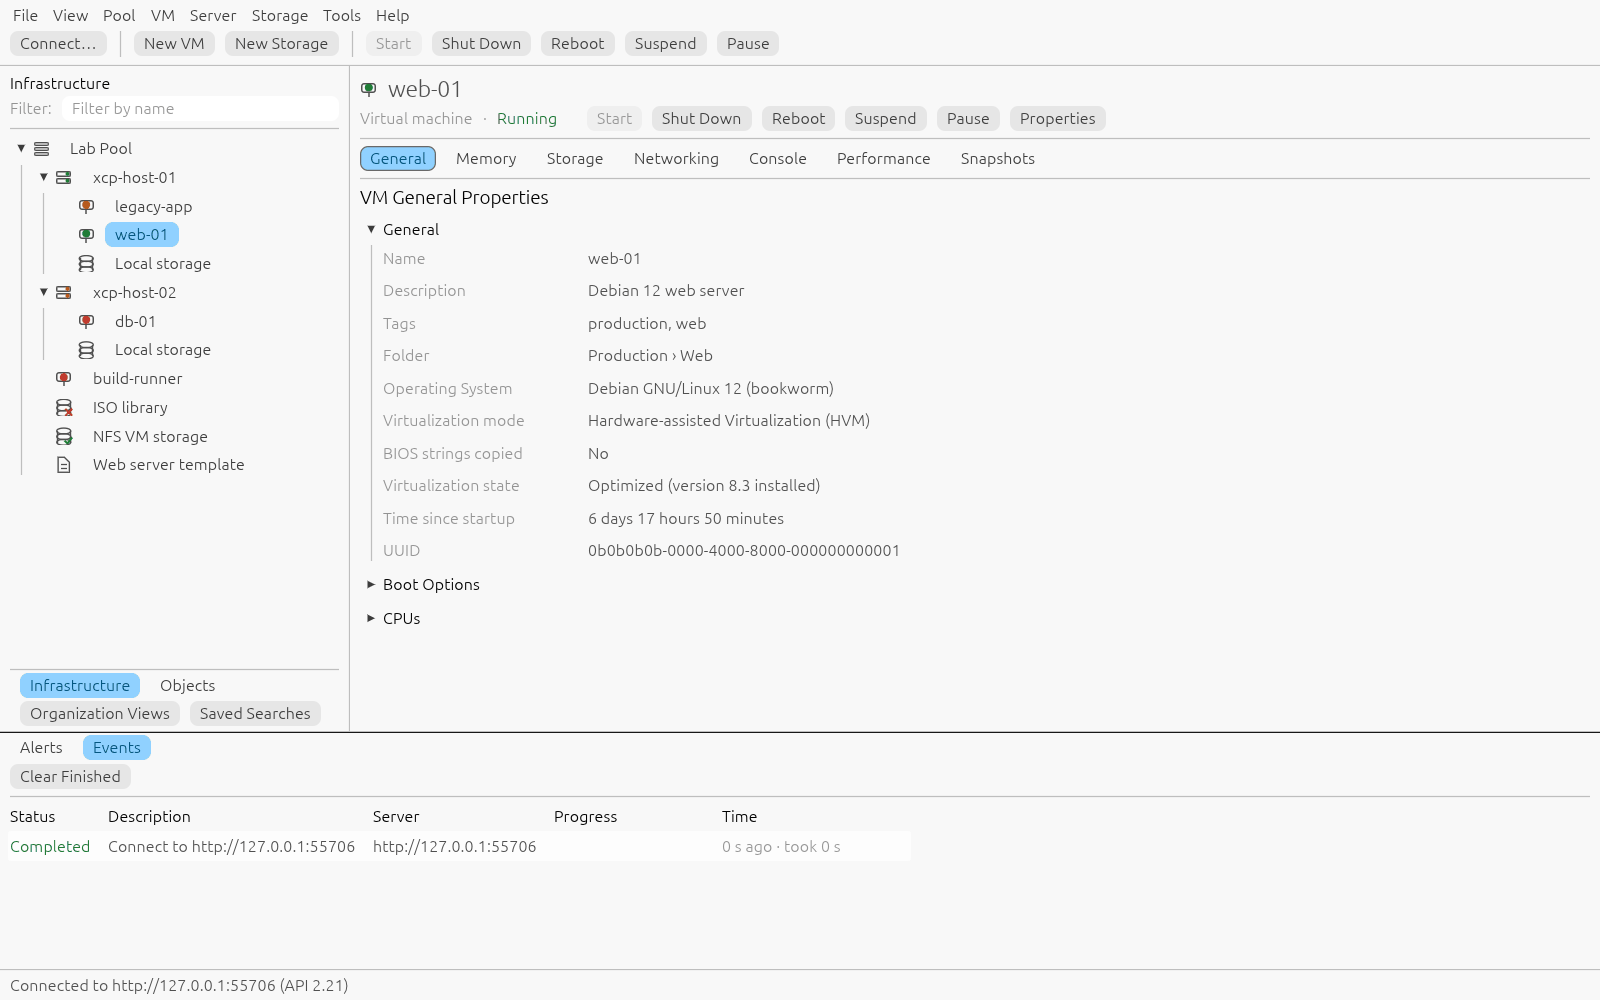 File View Pool VM Server Storage Tools Help
Connect… New VM New Storage Start Shut Down Reboot Suspend Pause
Infrastructure
Filter: Filter by name
Lab Pool
xcp-host-01
legacy-app
web-01
Local storage
xcp-host-02
db-01
Local storage
build-runner
ISO library
NFS VM storage
Web server template
Infrastructure Objects
Organization Views Saved Searches
web-01
Virtual machine · Running Start Shut Down Reboot Suspend Pause Properties
General Memory Storage Networking Console Performance Snapshots
VM General Properties
General
Name web-01
Description Debian 12 web server
Tags production, web
Folder Production › Web
Operating System Debian GNU/Linux 12 (bookworm)
Virtualization mode Hardware-assisted Virtualization (HVM)
BIOS strings copied No
Virtualization state Optimized (version 8.3 installed)
Time since startup 6 days 17 hours 50 minutes
UUID 0b0b0b0b-0000-4000-8000-000000000001
Boot Options
CPUs
Alerts Events
Clear Finished
Status Description Server Progress Time
Completed Connect to http://127.0.0.1:55706 http://127.0.0.1:55706 0 s ago · took 0 s
Connected to http://127.0.0.1:55706 (API 2.21)